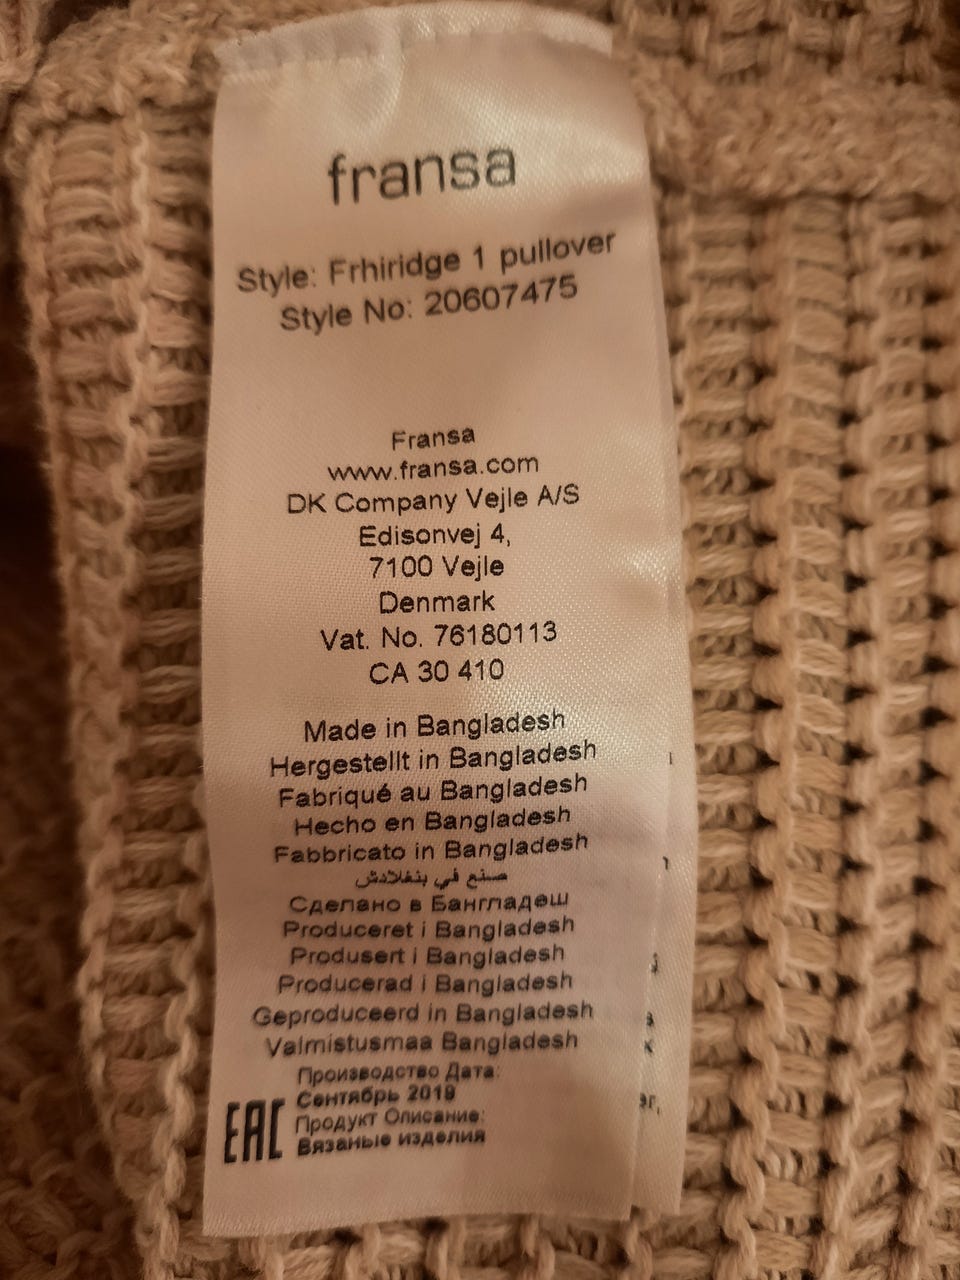 fransa
Style: Frhiridge 1 pullover
Style No: 20607475
Fransa
www.fransa.com
DK Company Vejle A/S
Edisonvej 4,
7100 Vejle
Denmark
Vat. No. 76180113
CA 30 410
Made in Bangladesh
Hergestellt in Bangladesh
Fabriqué au Bangladesh
Hecho en Bangladesh
Fabbricato in Bangladesh
صنع في بنغلادش
Сделано в Бангладеш
Produceret i Bangladesh
Produsert i Bangladesh
Producerad i Bangladesh
Geproduceerd in Bangladesh
Valmistusmaa Bangladesh
Производство Дата:
Сентябрь 2019
EAC Продукт Описание:
Вязаные изделия